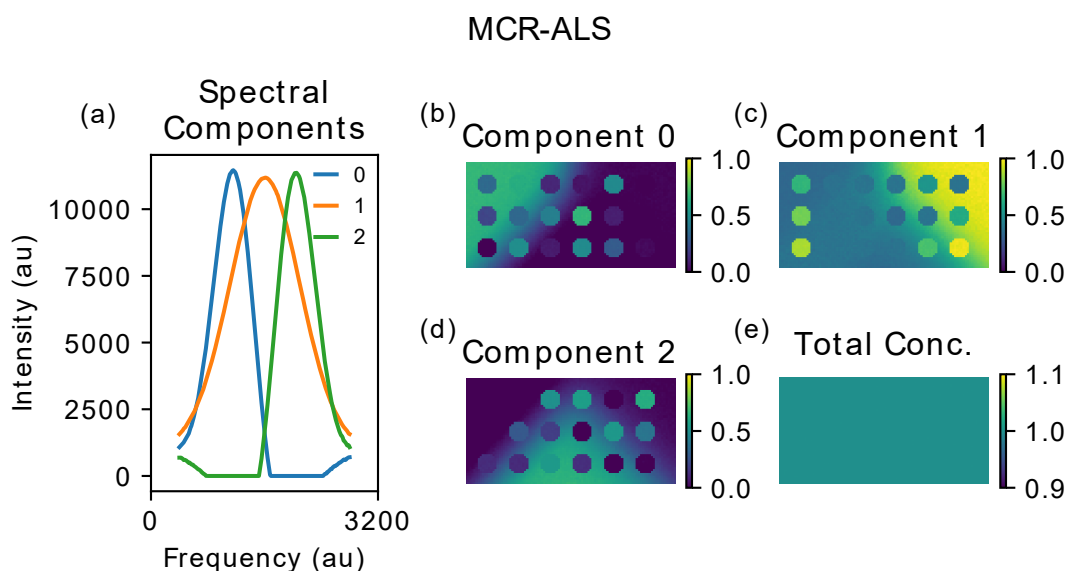 MCR-ALS
(a)
Spectral
Components
0
1
2
10000
7500
5000
2500
0
Intensity (au)
0
3200
Frequency (au)
(b)
Component 0
1.0
0.5
0.0
(c)
Component 1
1.0
0.5
0.0
(d)
Component 2
1.0
0.5
0.0
(e)
Total Conc.
1.1
1.0
0.9